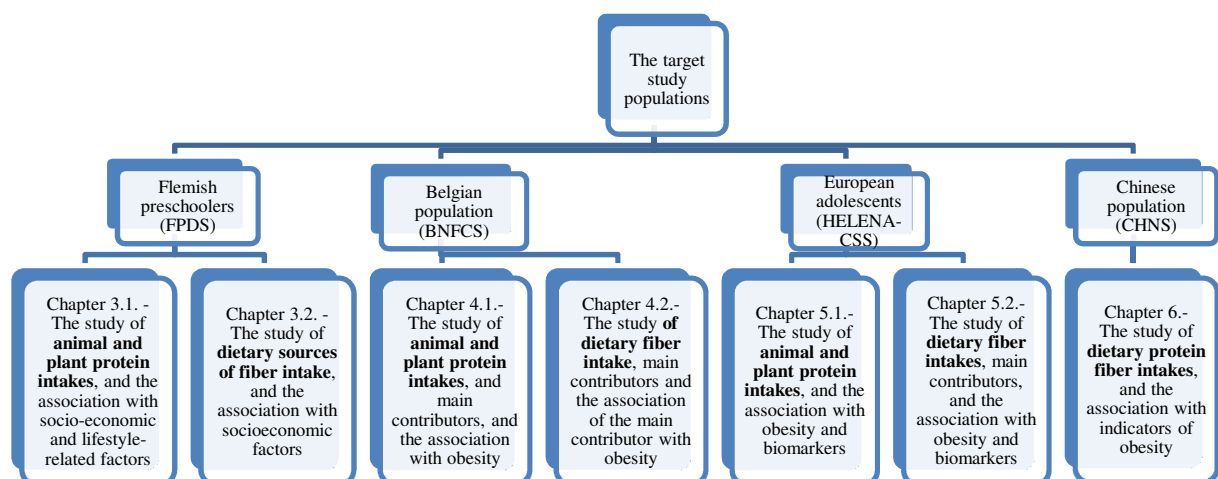 The target
study
populations
Flemish
preschoolers
(FPDS)
Belgian
population
(BNFCS)
European
adolescents
(HELENA-
CSS)
Chinese
population
(CHNS)
Chapter 3.1. -
The study of
animal and
plant protein
intakes, and the
association with
socio-economic
and lifestyle-
related factors
Chapter 3.2. -
The study of
dietary sources
of fiber intake,
and the
association with
socioeconomic
factors
Chapter 4.1.-
The study of
animal and
plant protein
intakes, and
main
contributors, and
the association
with obesity
Chapter 4.2.-
The study of
dietary fiber
intake, main
contributors and
the association
of the main
contributor with
obesity
Chapter 5.1.-
The study of
animal and
plant protein
intakes, and the
association with
obesity and
biomarkers
Chapter 5.2.-
The study of
dietary fiber
intakes, main
contributors,
and the
association with
obesity and
biomarkers
Chapter 6.-
The study of
dietary protein
fiber intakes,
and the
association with
indicators of
obesity